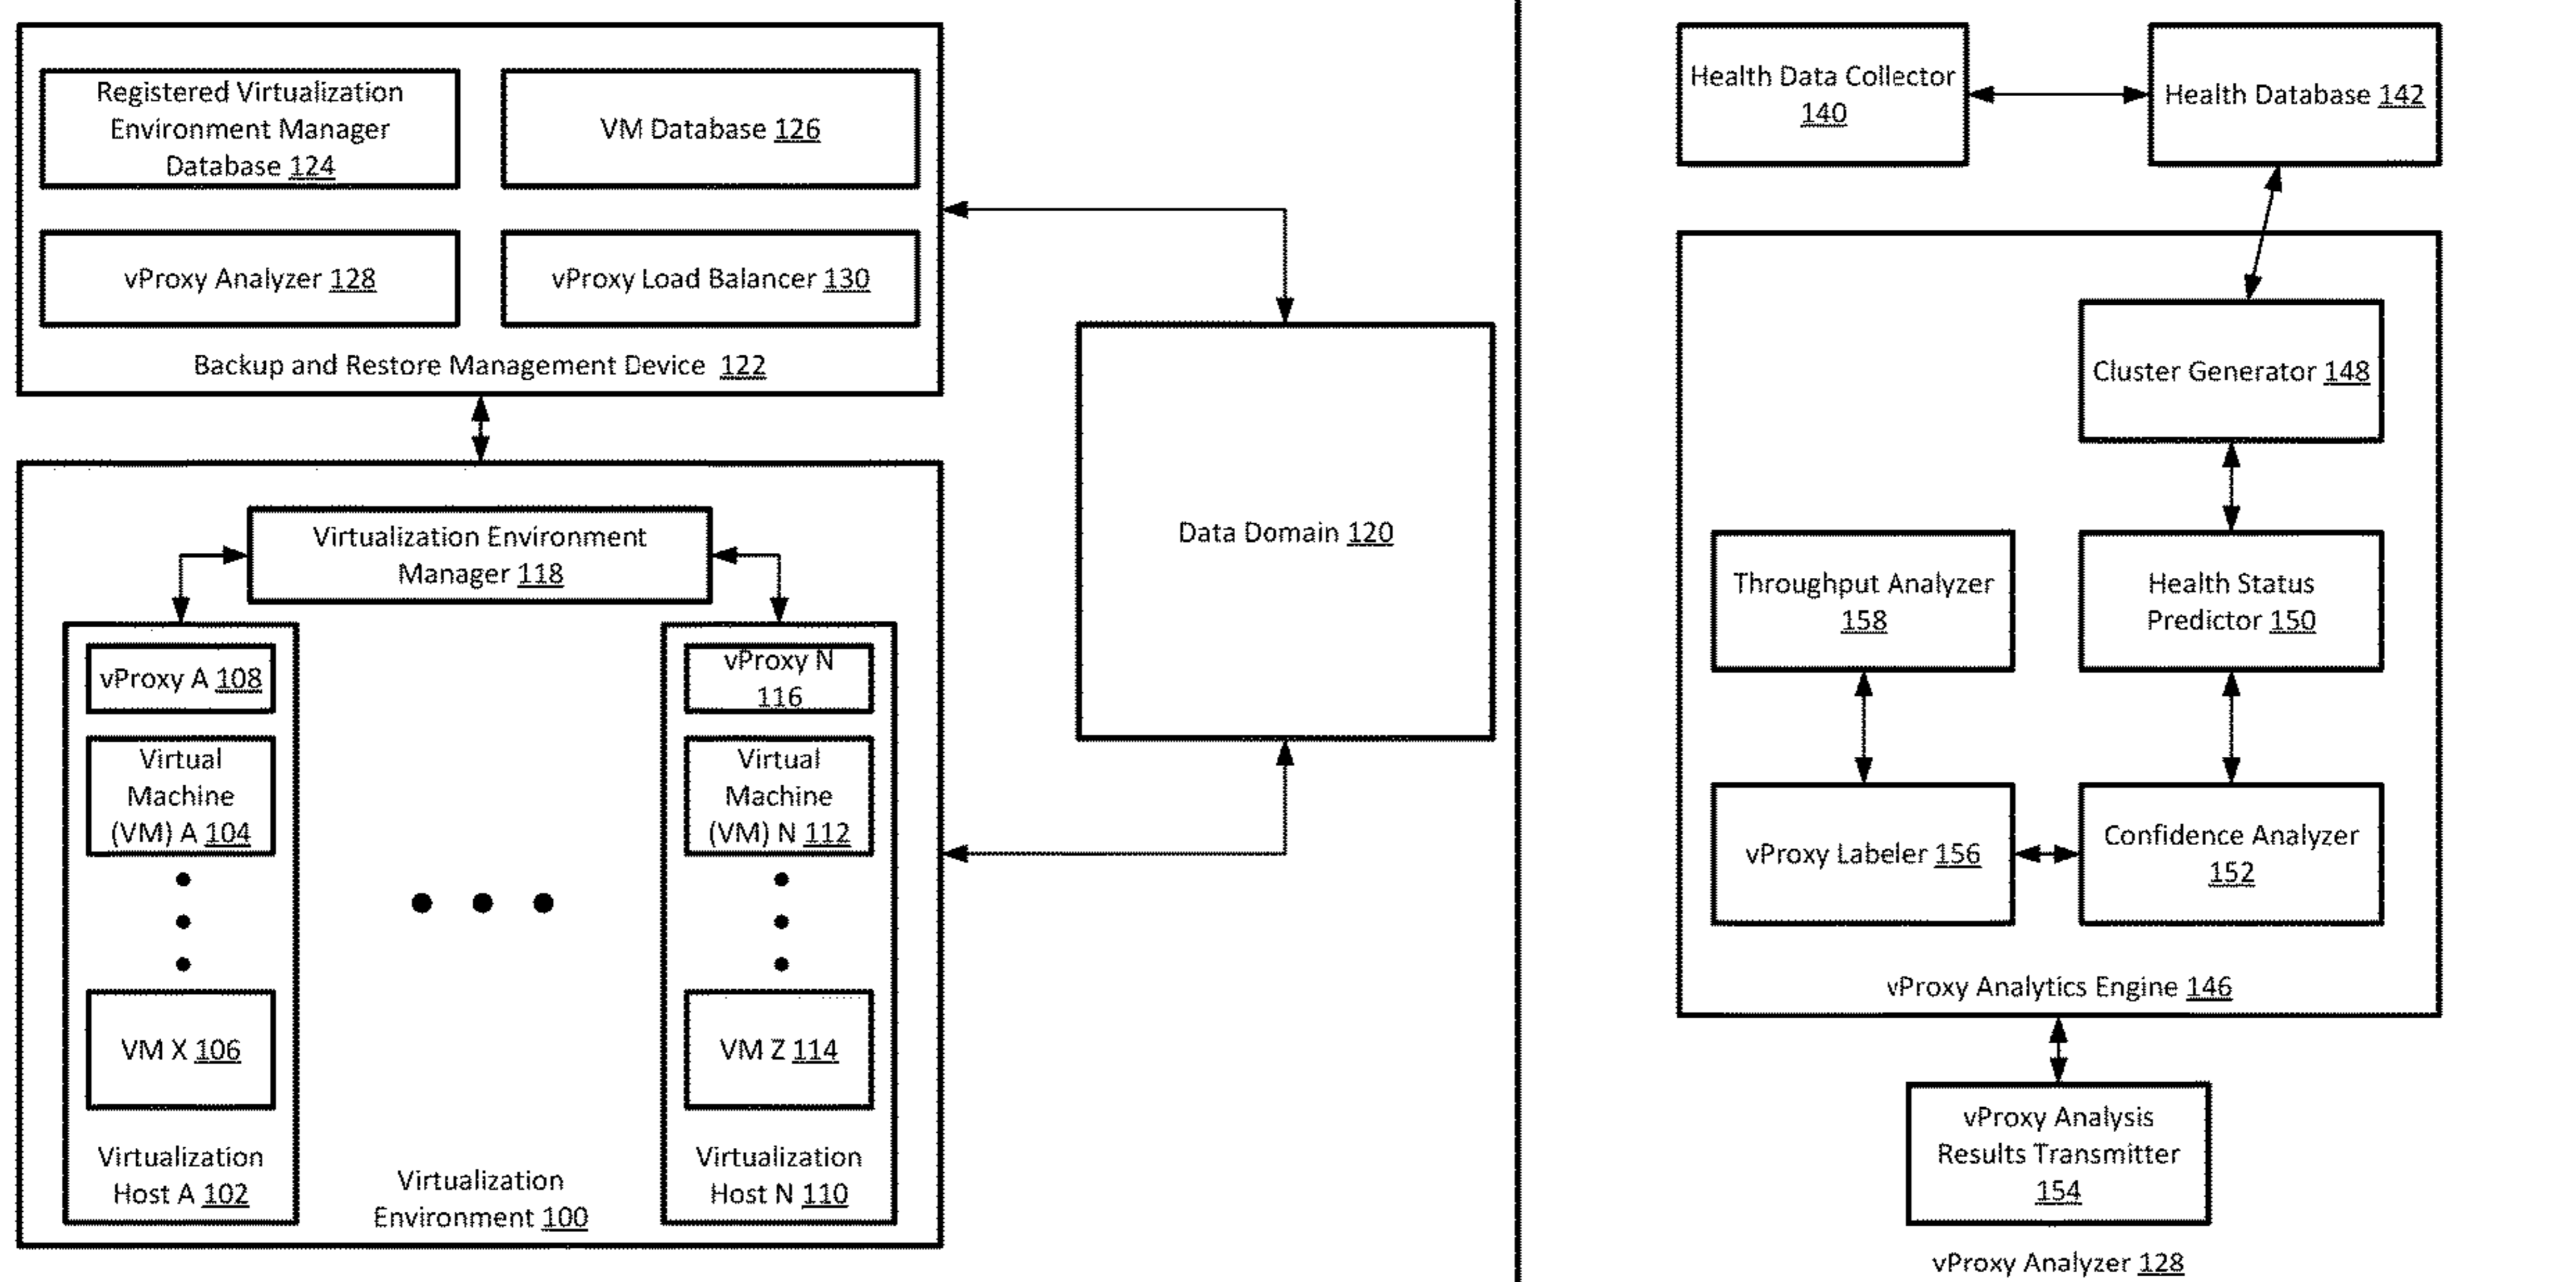 Registered Virtualization
Environment Manager
Database 124
VM Database 126
vProxy Analyzer 128
vProxy Load Balancer 130
Backup and Restore Management Device 122
Virtualization Environment
Manager 118
vProxy A 108
Virtual
Machine
(VM) A 104
VM X 106
Virtualization
Host A 102
Virtualization
Environment 100
vProxy N
116
Virtual
Machine
(VM) N 112
VM Z 114
Virtualization
Host N 110
Data Domain 120
Health Data Collector
140
Health Database 142
Cluster Generator 148
Throughput Analyzer
158
Health Status
Predictor 150
vProxy Labeler 156
Confidence Analyzer
152
vProxy Analytics Engine 146
vProxy Analysis
Results Transmitter
154
vProxy Analyzer 128